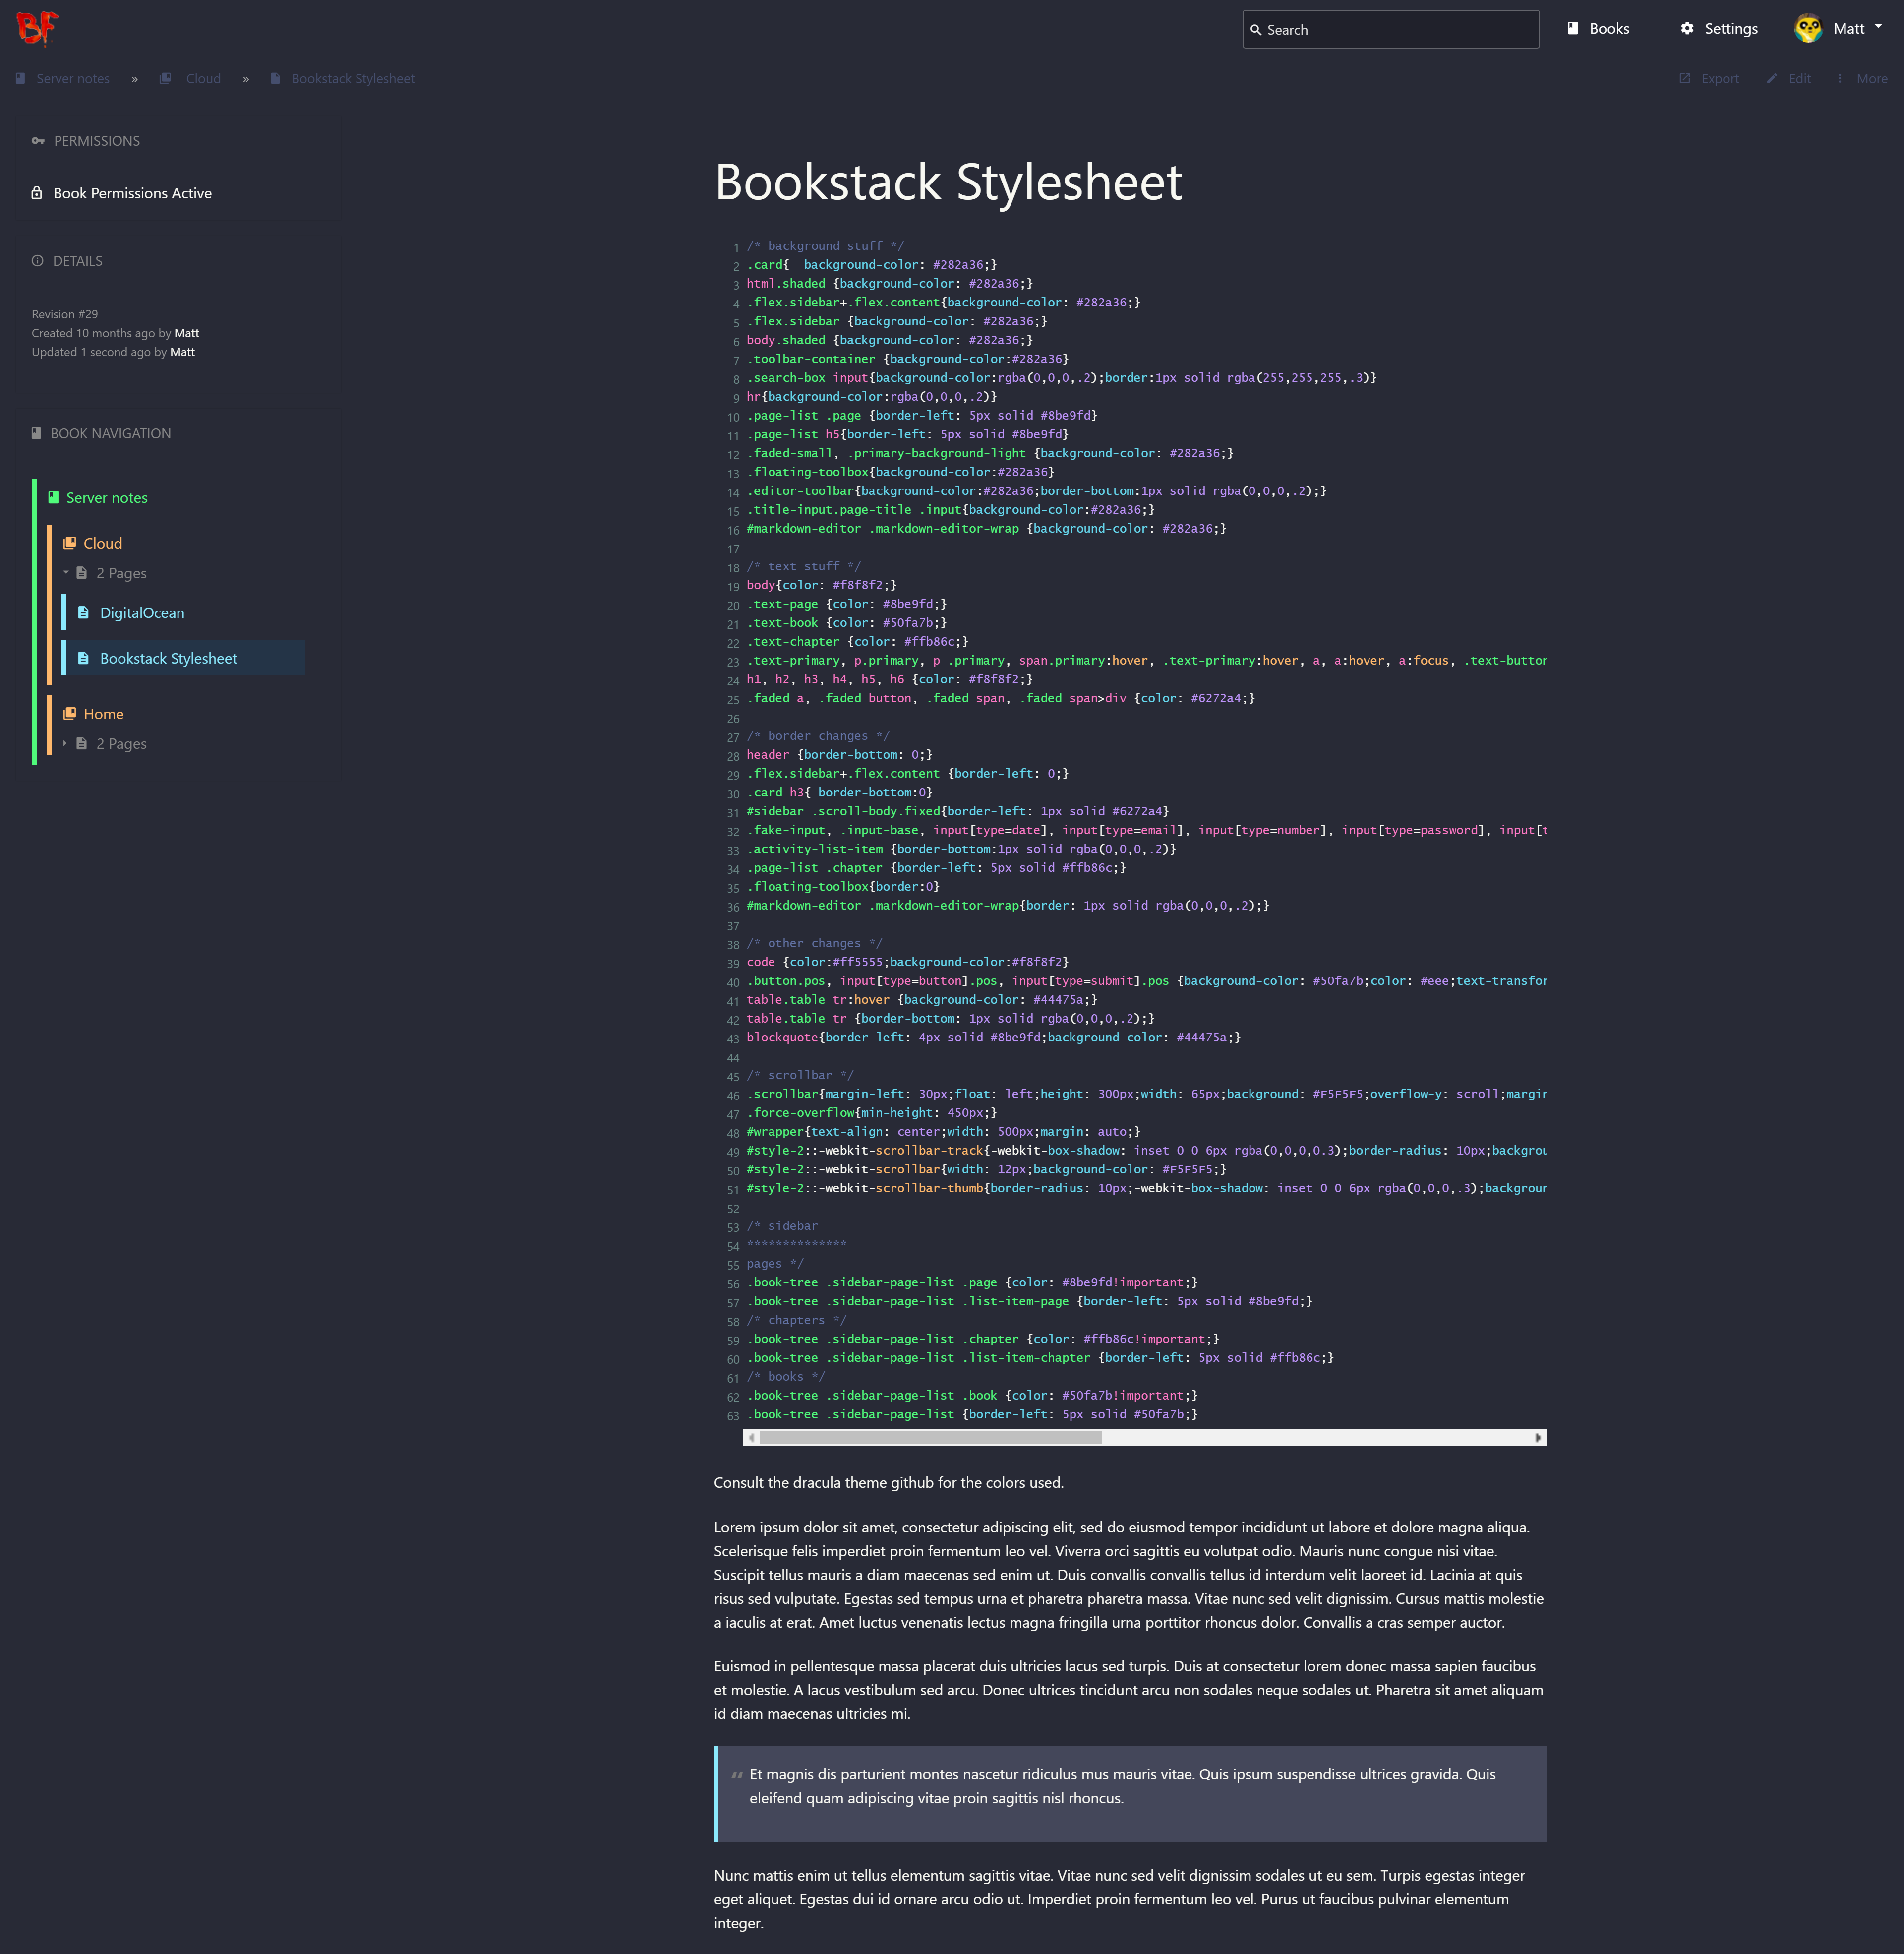 BF
Search
Books
Settings
Matt
Server notes » Cloud » Bookstack Stylesheet
Export
Edit
More
PERMISSIONS
Book Permissions Active
DETAILS
Revision #29
Created 10 months ago by Matt
Updated 1 second ago by Matt
BOOK NAVIGATION
Server notes
Cloud
2 Pages
DigitalOcean
Bookstack Stylesheet
Home
2 Pages
Bookstack Stylesheet
1 /* background stuff */
2 .card{  background-color: #282a36;}
3 html.shaded {background-color: #282a36;}
4 .flex.sidebar+.flex.content{background-color: #282a36;}
5 .flex.sidebar {background-color: #282a36;}
6 body.shaded {background-color: #282a36;}
7 .toolbar-container {background-color:#282a36}
8 .search-box input{background-color:rgba(0,0,0,.2);border:1px solid rgba(255,255,255,.3)}
9 hr{background-color:rgba(0,0,0,.2)}
10 .page-list .page {border-left: 5px solid #8be9fd}
11 .page-list h5{border-left: 5px solid #8be9fd}
12 .faded-small, .primary-background-light {background-color: #282a36;}
13 .floating-toolbox{background-color:#282a36}
14 .editor-toolbar{background-color:#282a36;border-bottom:1px solid rgba(0,0,0,.2);}
15 .title-input.page-title .input{background-color:#282a36;}
16 #markdown-editor .markdown-editor-wrap {background-color: #282a36;}
17
18 /* text stuff */
19 body{color: #f8f8f2;}
20 .text-page {color: #8be9fd;}
21 .text-book {color: #50fa7b;}
22 .text-chapter {color: #ffb86c;}
23 .text-primary, p.primary, p .primary, span.primary:hover, .text-primary:hover, a, a:hover, a:focus, .text-button
24 h1, h2, h3, h4, h5, h6 {color: #f8f8f2;}
25 .faded a, .faded button, .faded span, .faded span>div {color: #6272a4;}
26
27 /* border changes */
28 header {border-bottom: 0;}
29 .flex.sidebar+.flex.content {border-left: 0;}
30 .card h3{ border-bottom:0}
31 #sidebar .scroll-body.fixed{border-left: 1px solid #6272a4}
32 .fake-input, .input-base, input[type=date], input[type=email], input[type=number], input[type=password], input[t
33 .activity-list-item {border-bottom:1px solid rgba(0,0,0,.2)}
34 .page-list .chapter {border-left: 5px solid #ffb86c;}
35 .floating-toolbox{border:0}
36 #markdown-editor .markdown-editor-wrap{border: 1px solid rgba(0,0,0,.2);}
37
38 /* other changes */
39 code {color:#ff5555;background-color:#f8f8f2}
40 .button.pos, input[type=button].pos, input[type=submit].pos {background-color: #50fa7b;color: #eee;text-transfor
41 table.table tr:hover {background-color: #44475a;}
42 table.table tr {border-bottom: 1px solid rgba(0,0,0,.2);}
43 blockquote{border-left: 4px solid #8be9fd;background-color: #44475a;}
44
45 /* scrollbar */
46 .scrollbar{margin-left: 30px;float: left;height: 300px;width: 65px;background: #F5F5F5;overflow-y: scroll;margin
47 .force-overflow{min-height: 450px;}
48 #wrapper{text-align: center;width: 500px;margin: auto;}
49 #style-2::-webkit-scrollbar-track{-webkit-box-shadow: inset 0 0 6px rgba(0,0,0,0.3);border-radius: 10px;backgrou
50 #style-2::-webkit-scrollbar{width: 12px;background-color: #F5F5F5;}
51 #style-2::-webkit-scrollbar-thumb{border-radius: 10px;-webkit-box-shadow: inset 0 0 6px rgba(0,0,0,.3);backgroun
52
53 /* sidebar
54 **************
55 pages */
56 .book-tree .sidebar-page-list .page {color: #8be9fd!important;}
57 .book-tree .sidebar-page-list .list-item-page {border-left: 5px solid #8be9fd;}
58 /* chapters */
59 .book-tree .sidebar-page-list .chapter {color: #ffb86c!important;}
60 .book-tree .sidebar-page-list .list-item-chapter {border-left: 5px solid #ffb86c;}
61 /* books */
62 .book-tree .sidebar-page-list .book {color: #50fa7b!important;}
63 .book-tree .sidebar-page-list {border-left: 5px solid #50fa7b;}
Consult the dracula theme github for the colors used.
Lorem ipsum dolor sit amet, consectetur adipiscing elit, sed do eiusmod tempor incididunt ut labore et dolore magna aliqua.
Scelerisque felis imperdiet proin fermentum leo vel. Viverra orci sagittis eu volutpat odio. Mauris nunc congue nisi vitae.
Suscipit tellus mauris a diam maecenas sed enim ut. Duis convallis convallis tellus id interdum velit laoreet id. Lacinia at quis
risus sed vulputate. Egestas sed tempus urna et pharetra pharetra massa. Vitae nunc sed velit dignissim. Cursus mattis molestie
a iaculis at erat. Amet luctus venenatis lectus magna fringilla urna porttitor rhoncus dolor. Convallis a cras semper auctor.
Euismod in pellentesque massa placerat duis ultricies lacus sed turpis. Duis at consectetur lorem donec massa sapien faucibus
et molestie. A lacus vestibulum sed arcu. Donec ultrices tincidunt arcu non sodales neque sodales ut. Pharetra sit amet aliquam
id diam maecenas ultricies mi.
Et magnis dis parturient montes nascetur ridiculus mus mauris vitae. Quis ipsum suspendisse ultrices gravida. Quis
eleifend quam adipiscing vitae proin sagittis nisl rhoncus.
Nunc mattis enim ut tellus elementum sagittis vitae. Vitae nunc sed velit dignissim sodales ut eu sem. Turpis egestas integer
eget aliquet. Egestas dui id ornare arcu odio ut. Imperdiet proin fermentum leo vel. Purus ut faucibus pulvinar elementum
integer.